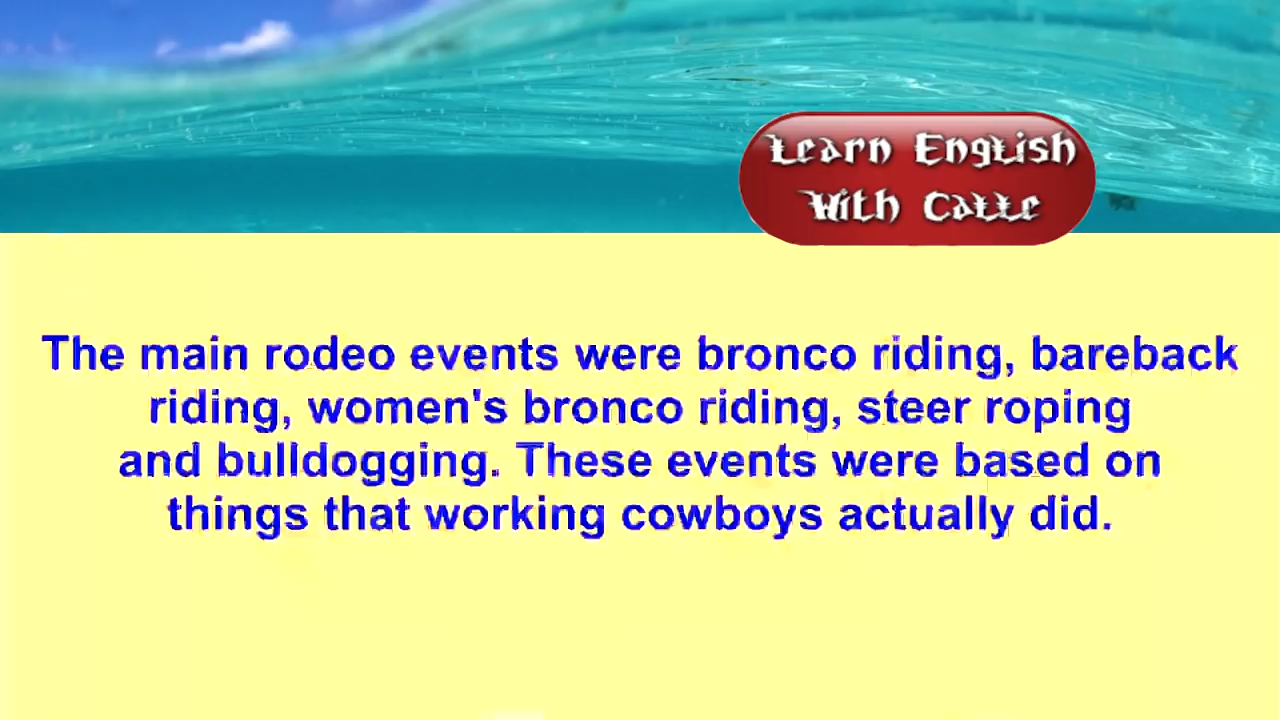 Learn English
With Calle
The main rodeo events were bronco riding, bareback
riding, women's bronco riding, steer roping
and bulldogging. These events were based on
things that working cowboys actually did.